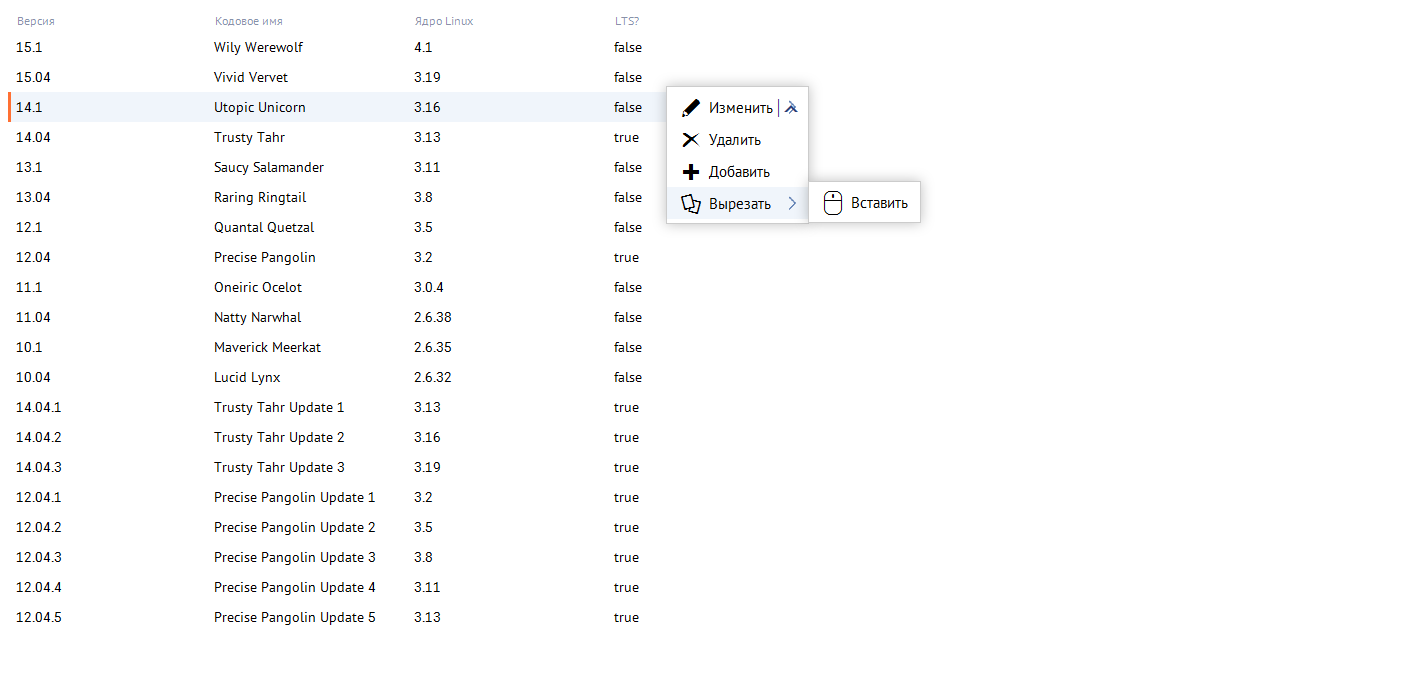 Версия Кодовое имя Ядро Linux LTS?
15.1 Wily Werewolf 4.1 false
15.04 Vivid Vervet 3.19 false
14.1 Utopic Unicorn 3.16 false Изменить
14.04 Trusty Tahr 3.13 true Удалить
13.1 Saucy Salamander 3.11 false Добавить
13.04 Raring Ringtail 3.8 false Вырезать Вставить
12.1 Quantal Quetzal 3.5 false
12.04 Precise Pangolin 3.2 true
11.1 Oneiric Ocelot 3.0.4 false
11.04 Natty Narwhal 2.6.38 false
10.1 Maverick Meerkat 2.6.35 false
10.04 Lucid Lynx 2.6.32 false
14.04.1 Trusty Tahr Update 1 3.13 true
14.04.2 Trusty Tahr Update 2 3.16 true
14.04.3 Trusty Tahr Update 3 3.19 true
12.04.1 Precise Pangolin Update 1 3.2 true
12.04.2 Precise Pangolin Update 2 3.5 true
12.04.3 Precise Pangolin Update 3 3.8 true
12.04.4 Precise Pangolin Update 4 3.11 true
12.04.5 Precise Pangolin Update 5 3.13 true